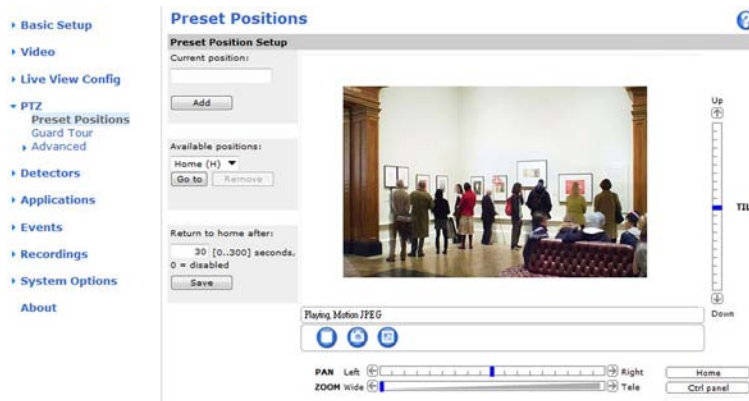 Basic Setup
Video
Live View Config
PTZ
Preset Positions
Guard Tour
Advanced
Detectors
Applications
Events
Recordings
System Options
About
Preset Positions
?
Preset Position Setup
Current position:
Add
Available positions:
Home (H)
Go to
Remove
Return to home after:
30 [0..300] seconds,
0 = disabled
Save
Up
TIL
Down
Playing, Motion JPEG
PAN Left
Right
Home
ZOOM Wide
Tele
Ctrl panel